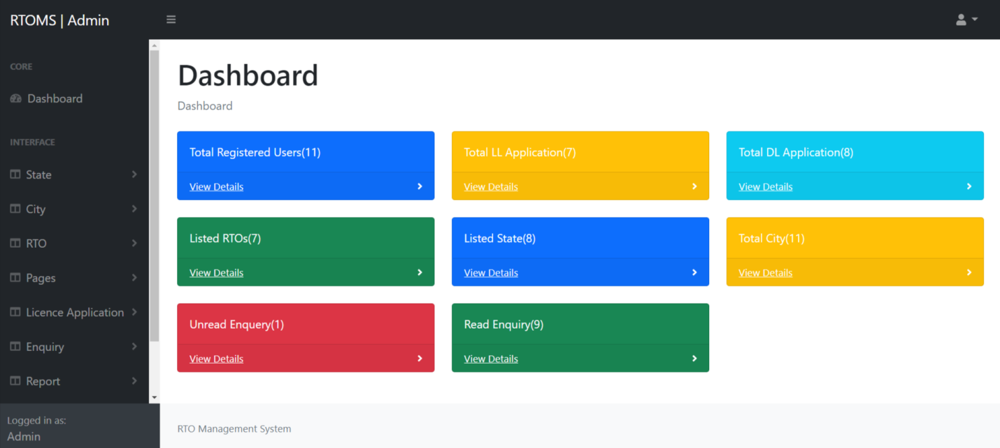 RTOMS | Admin
CORE
Dashboard
INTERFACE
State
City
RTO
Pages
Licence Application
Enquiry
Report
Logged in as:
Admin
Dashboard
Dashboard
Total Registered Users(11)
View Details
Total LL Application(7)
View Details
Total DL Application(8)
View Details
Listed RTOs(7)
View Details
Listed State(8)
View Details
Total City(11)
View Details
Unread Enquery(1)
View Details
Read Enquiry(9)
View Details
RTO Management System